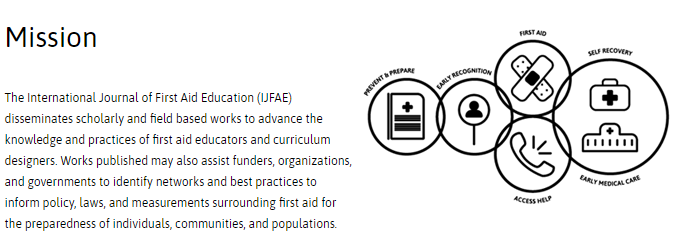 Mission
The International Journal of First Aid Education (IJFAE)
disseminates scholarly and field based works to advance the
knowledge and practices of first aid educators and curriculum
designers. Works published may also assist funders, organizations,
and governments to identify networks and best practices to
inform policy, laws, and measurements surrounding first aid for
the preparedness of individuals, communities, and populations.
PREVENT & PREPARE
EARLY RECOGNITION
FIRST AID
SELF RECOVERY
ACCESS HELP
EARLY MEDICAL CARE